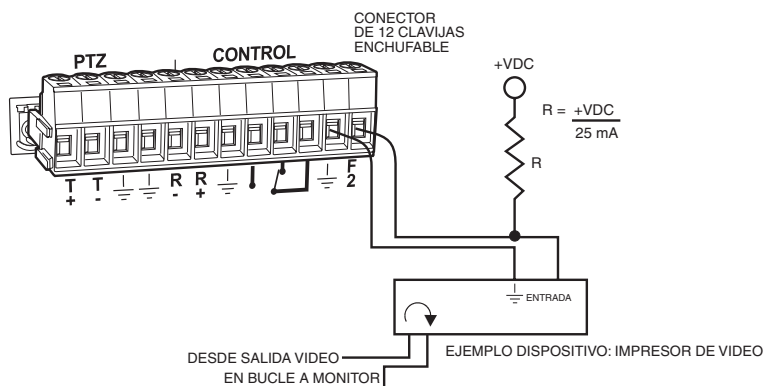 CONECTOR
DE 12 CLAVIJAS
ENCHUFABLE
PTZ CONTROL
+VDC
R = +VDC
25 mA
R
T + T - R - R + F 2
ENTRADA
EJEMPLO DISPOSITIVO: IMPRESOR DE VIDEO
DESDE SALIDA VIDEO
EN BUCLE A MONITOR